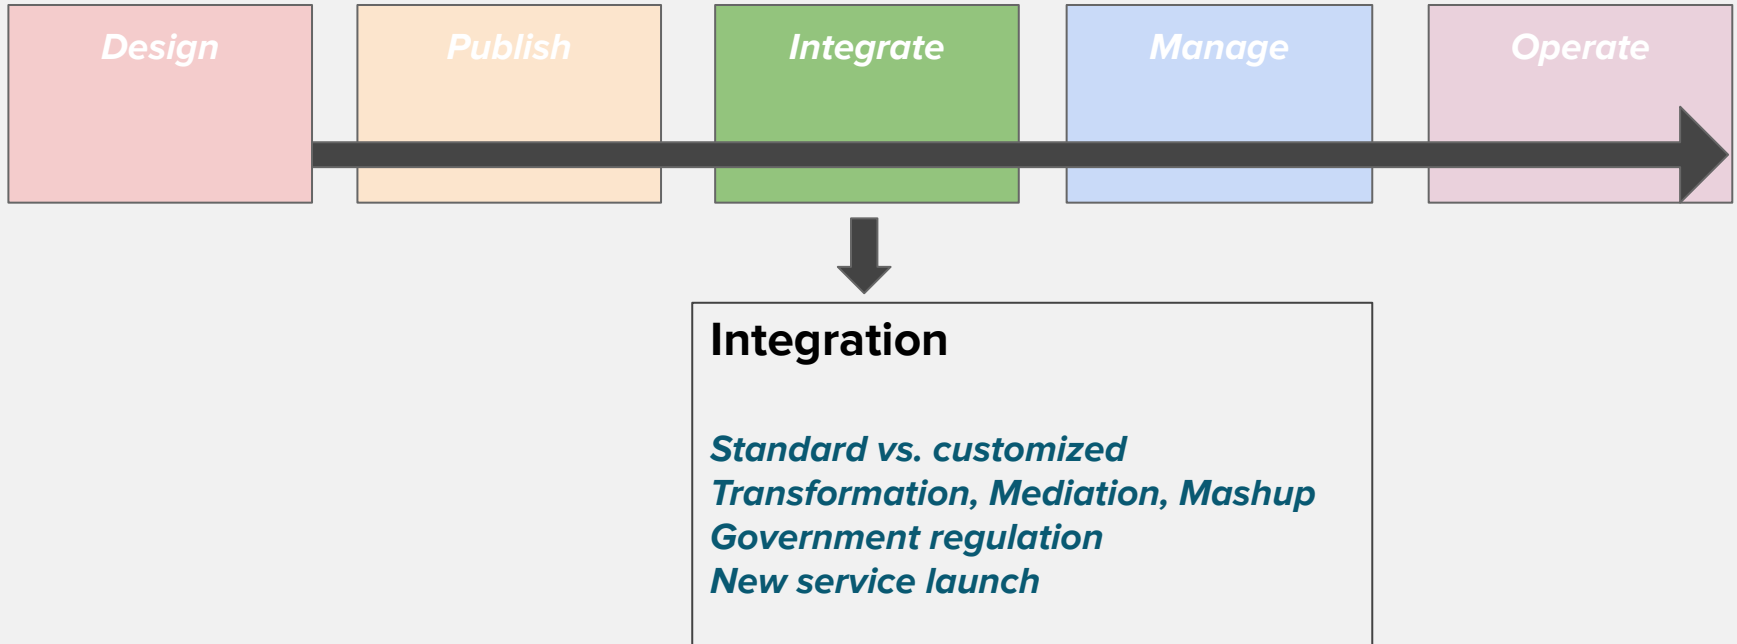 Design
Publish
Integrate
Manage
Operate
Integration
Standard vs. customized
Transformation, Mediation, Mashup
Government regulation
New service launch